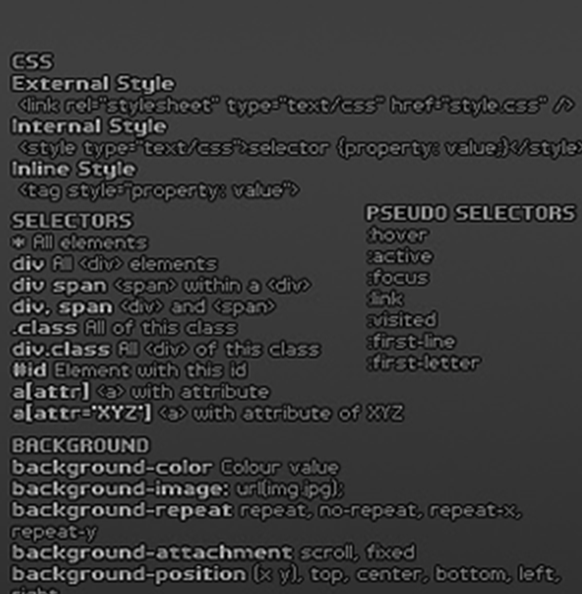 CSS
External Style
<link rel="stylesheet" type="text/css" href="style.css" />
Internal Style
<style type="text/css">selector {property: value;}</style>
Inline Style
<tag style="property: value">
SELECTORS
* All elements
div All <div> elements
div span <span> within a <div>
div, span <div> and <span>
.class All of this class
div.class All <div> of this class
#id Element with this id
a[attr] <a> with attribute
a[attr='XYZ'] <a> with attribute of XYZ
PSEUDO SELECTORS
:hover
:active
:focus
:link
:visited
:first-line
:first-letter
BACKGROUND
background-color Colour value
background-image: url(img.jpg);
background-repeat repeat, no-repeat, repeat-x,
repeat-y
background-attachment scroll, fixed
background-position (x y), top, center, bottom, left,
right